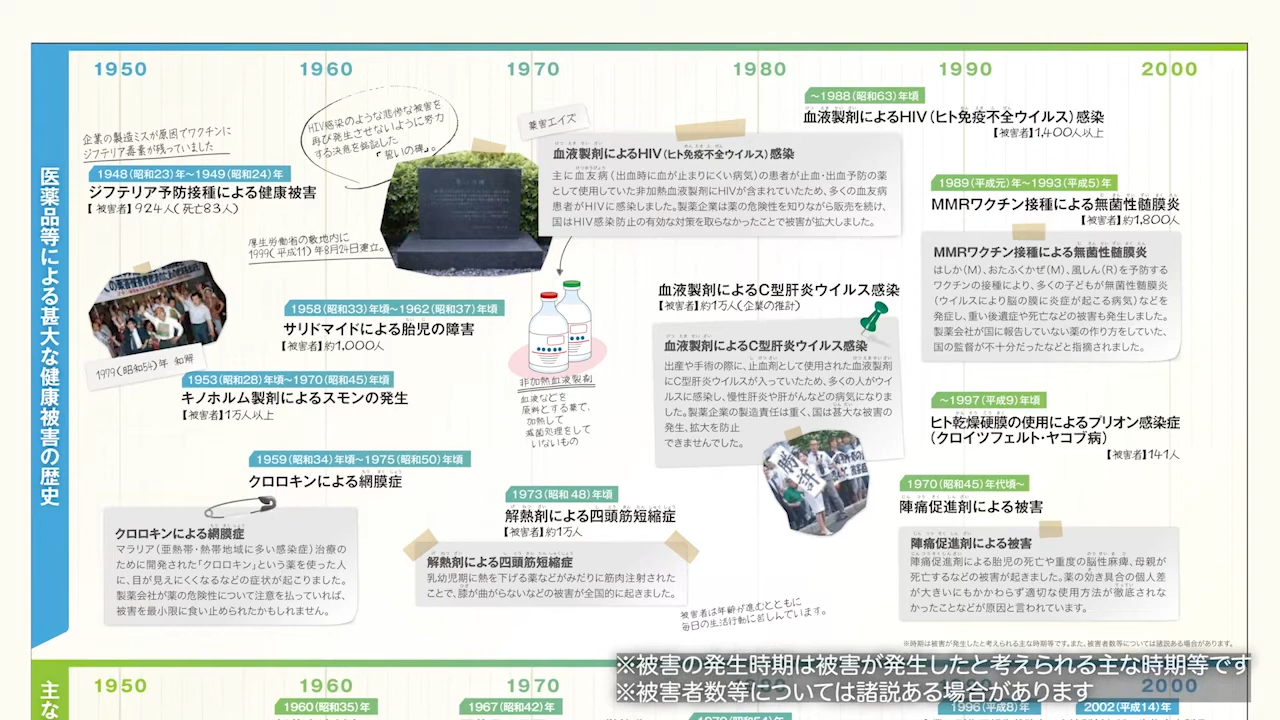 1950
1960
1970
1980
1990
2000
医薬品等による甚大な健康被害の歴史
企業の製造ミスが原因でワクチンに
ジフテリア毒素が残っていました
1948(昭和23)年〜1949(昭和24)年
ジフテリア予防接種による健康被害
【被害者】924人(死亡83人)
HIV感染のような悲惨な被害を
再び発生させないように努力
する決意を銘記した
「誓いの碑」。
厚生労働省の敷地内に
1999(平成11)年8月24日建立。
薬害エイズ
血液製剤によるHIV(ヒト免疫不全ウイルス)感染
主に血友病(出血時に血が止まりにくい病気)の患者が止血・出血予防の薬
として使用していた非加熱血液製剤にHIVが含まれていたため、多くの血友病
患者がHIVに感染しました。製薬企業は薬の危険性を知りながら販売を続け、
国はHIV感染防止の有効な対策を取らなかったことで被害が拡大しました。
〜1988(昭和63)年頃
血液製剤によるHIV(ヒト免疫不全ウイルス)感染
【被害者】1,400人以上
1989(平成元)年〜1993(平成5)年
MMRワクチン接種による無菌性髄膜炎
【被害者】約1,800人
MMRワクチン接種による無菌性髄膜炎
はしか(M)、おたふくかぜ(M)、風しん(R)を予防する
ワクチンの接種により、多くの子どもが無菌性髄膜炎
(ウイルスにより脳の膜に炎症が起こる病気)などを
発症し、重い後遺症や死亡などの被害も発生しました。
製薬会社が国に報告していない薬の作り方をしていた、
国の監督が不十分だったなどと指摘されました。
1979(昭和54)年 和解
1958(昭和33)年頃〜1962(昭和37)年頃
サリドマイドによる胎児の障害
【被害者】約1,000人
1953(昭和28)年頃〜1970(昭和45)年頃
キノホルム製剤によるスモンの発生
【被害者】1万人以上
非加熱血液製剤
血液などを
原料とする薬で、
加熱して
滅菌処理をして
いないもの
血液製剤によるC型肝炎ウイルス感染
【被害者】約1万人(企業の推計)
血液製剤によるC型肝炎ウイルス感染
出産や手術の際に、止血剤として使用された血液製剤
にC型肝炎ウイルスが入っていたため、多くの人がウイ
ルスに感染し、慢性肝炎や肝がんなどの病気になりま
した。製薬企業の製造責任は重く、国は甚大な被害の
発生、拡大を防止
できませんでした。
〜1997(平成9)年頃
ヒト乾燥硬膜の使用によるプリオン感染症
(クロイツフェルト・ヤコブ病)
【被害者】141人
1959(昭和34)年頃〜1975(昭和50)年頃
クロロキンによる網膜症
クロロキンによる網膜症
マラリア(亜熱帯・熱帯地域に多い感染症)治療の
ために開発された「クロロキン」という薬を使った人
に、目が見えにくくなるなどの症状が起こりました。
製薬会社が薬の危険性について注意を払っていれば、
被害を最小限に食い止められたかもしれません。
1973(昭和48)年頃
解熱剤による四頭筋短縮症
【被害者】約1万人
解熱剤による四頭筋短縮症
乳幼児期に熱を下げる薬などがみだりに筋肉注射された
ことで、膝が曲がらないなどの被害が全国的に起きました。
被害者は年齢が進むとともに
毎日の生活行動に苦しんでいます。
1970(昭和45)年代頃〜
陣痛促進剤による被害
陣痛促進剤による被害
陣痛促進剤による胎児の死亡や重度の脳性麻痺、母親が
死亡するなどの被害が起きました。薬の効き具合の個人差
が大きいにもかかわらず適切な使用方法が徹底されな
かったことなどが原因と言われています。
※時期は被害が発生したと考えられる主な時期等です。また、被害者数等については諸説ある場合があります。
※被害の発生時期は被害が発生したと考えられる主な時期等です
※被害者数等については諸説ある場合があります
主な
1950
1960
1970
2000
1960(昭和35)年
1967(昭和42)年
1996(平成8)年
2002(平成14)年